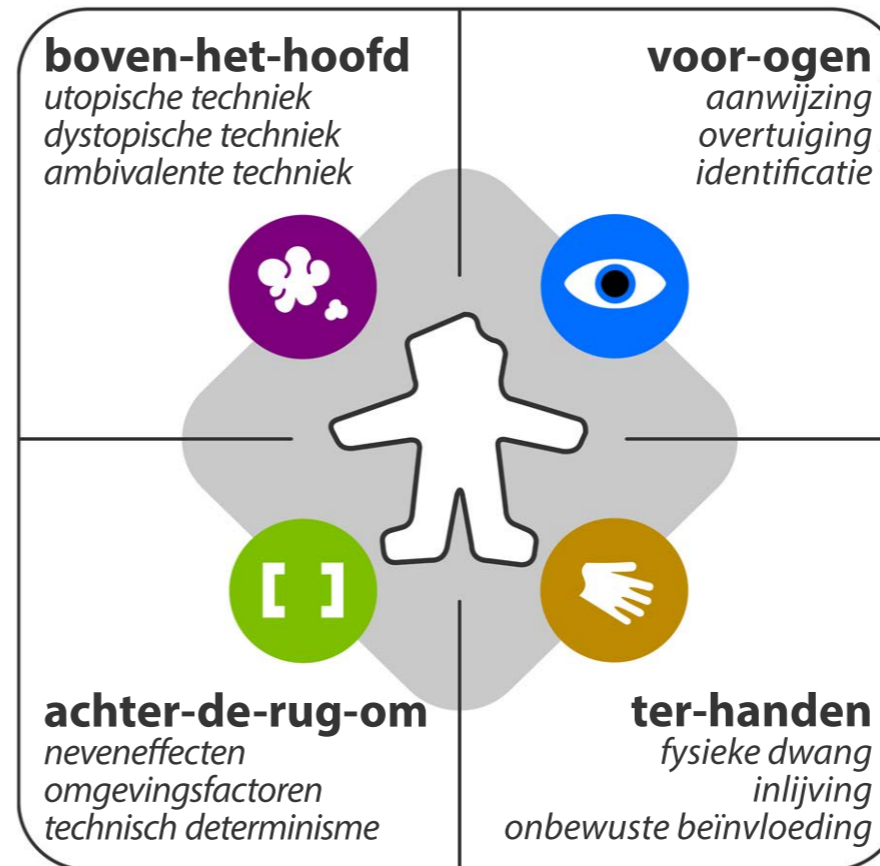 boven-het-hoofd
utopische techniek
dystopische techniek
ambivalente techniek
voor-ogen
aanwijzing
overtuiging
identificatie
achter-de-rug-om
neveneffecten
omgevingsfactoren
technisch determinisme
ter-handen
fysieke dwang
inlijving
onbewuste beïnvloeding